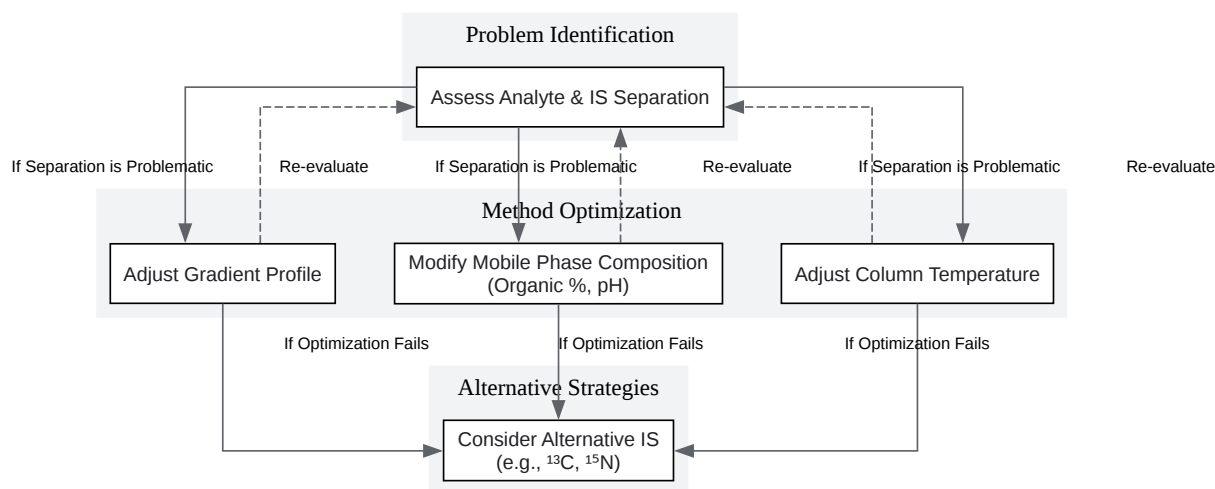 Problem Identification
Assess Analyte & IS Separation
If Separation is Problematic
Re-evaluate
If Separation is Problematic
Re-evaluate
If Separation is Problematic
Re-evaluate
Method Optimization
Adjust Gradient Profile
Modify Mobile Phase Composition
(Organic %, pH)
Adjust Column Temperature
If Optimization Fails
If Optimization Fails
If Optimization Fails
Alternative Strategies
Consider Alternative IS
(e.g., ¹³C, ¹⁵N)